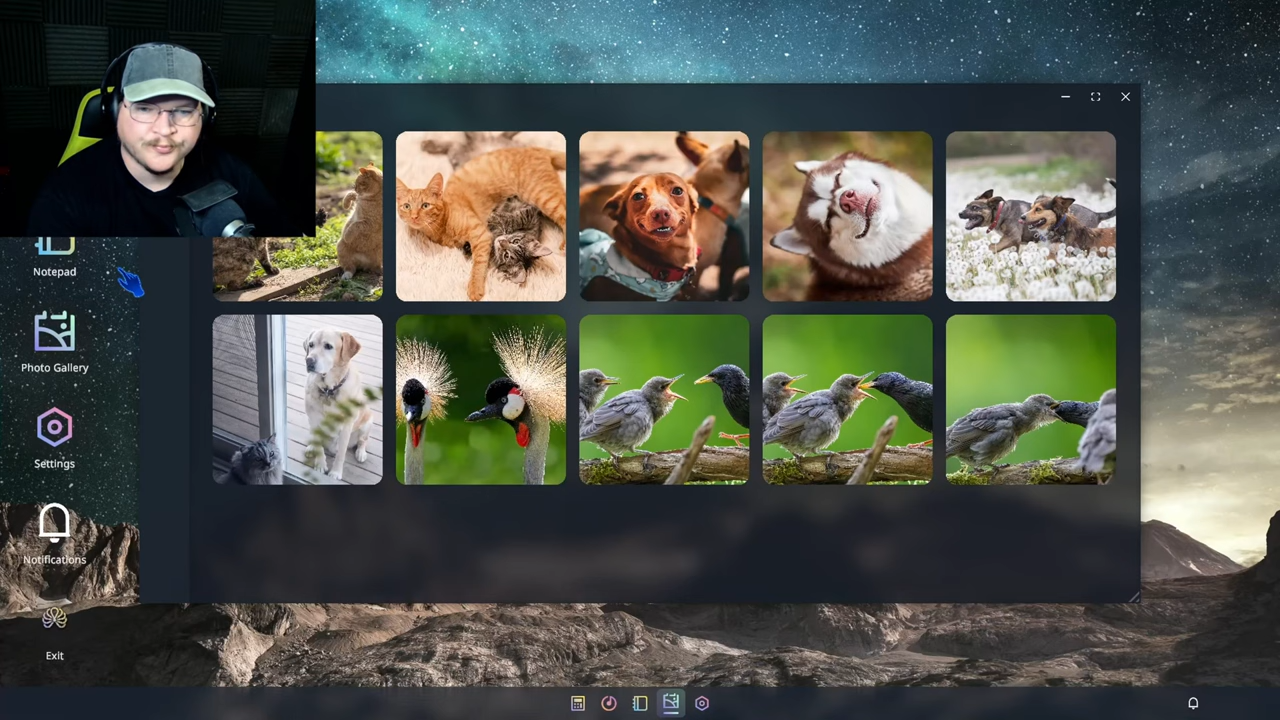 Notepad
Photo Gallery
Settings
Notifications
Exit